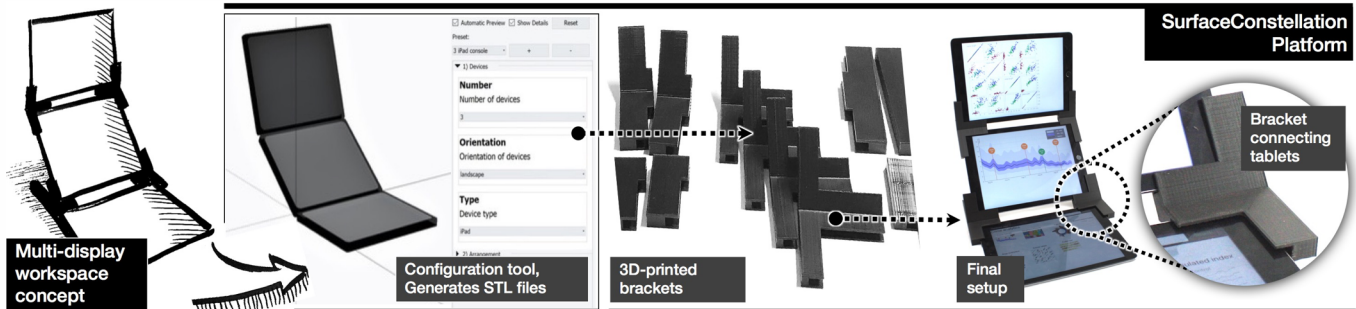 SurfaceConstellation
Platform
Automatic Preview
Show Details
Reset
Preset:
3 iPad console
+
-
1) Devices
Number
Number of devices
3
Orientation
Orientation of devices
landscape
Type
Device type
iPad
2) Arrangement
Multi-display
workspace
concept
Configuration tool,
Generates STL files
3D-printed
brackets
Final
setup
Bracket
connecting
tablets